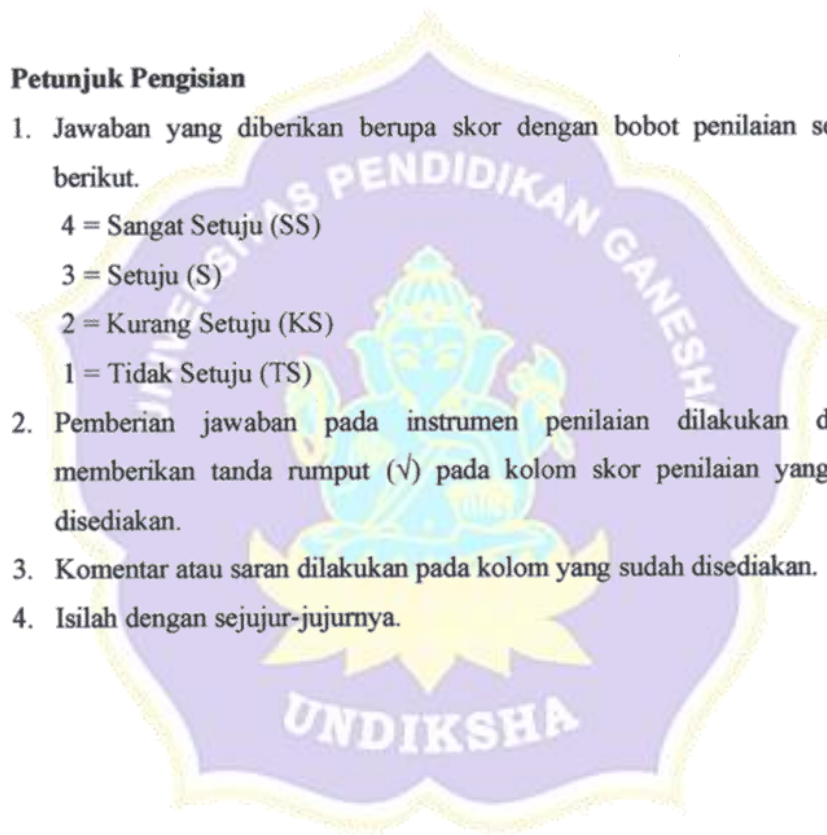 Petunjuk Pengisian
1. Jawaban yang diberikan berupa skor dengan bobot penilaian
berikut.
4 = Sangat Setuju (SS)
3 = Setuju (S)
2 = Kurang Setuju (KS)
1 = Tidak Setuju (TS)
2. Pemberian jawaban pada instrumen penilaian dilakukan
memberikan tanda rumput (√) pada kolom skor penilaian yang
disediakan.
3. Komentar atau saran dilakukan pada kolom yang sudah disediakan.
4. Isilah dengan sejujur-jujurnya.
UNIVERSITAS PENDIDIKAN GANESHA
UNDIKSHA